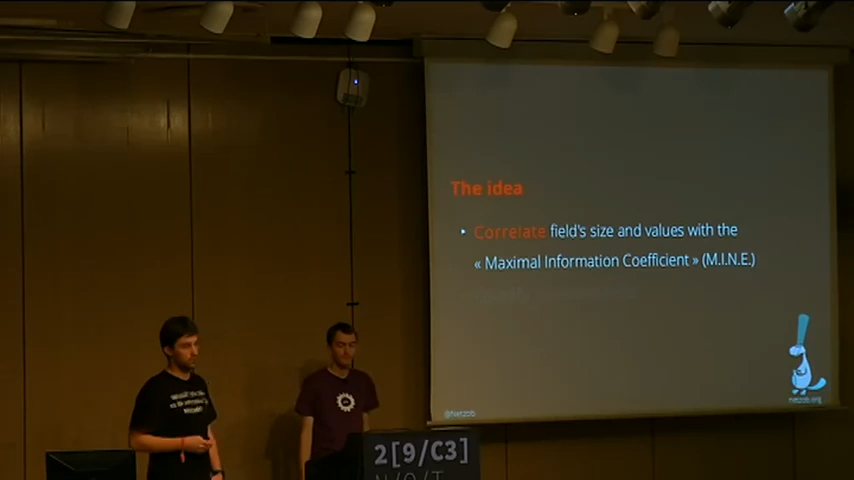 The idea
Correlate field's size and values with the
« Maximal Information Coefficient » (M.I.N.E.)
@Netzob
netzob.org
2[9/C3]
N/O/T